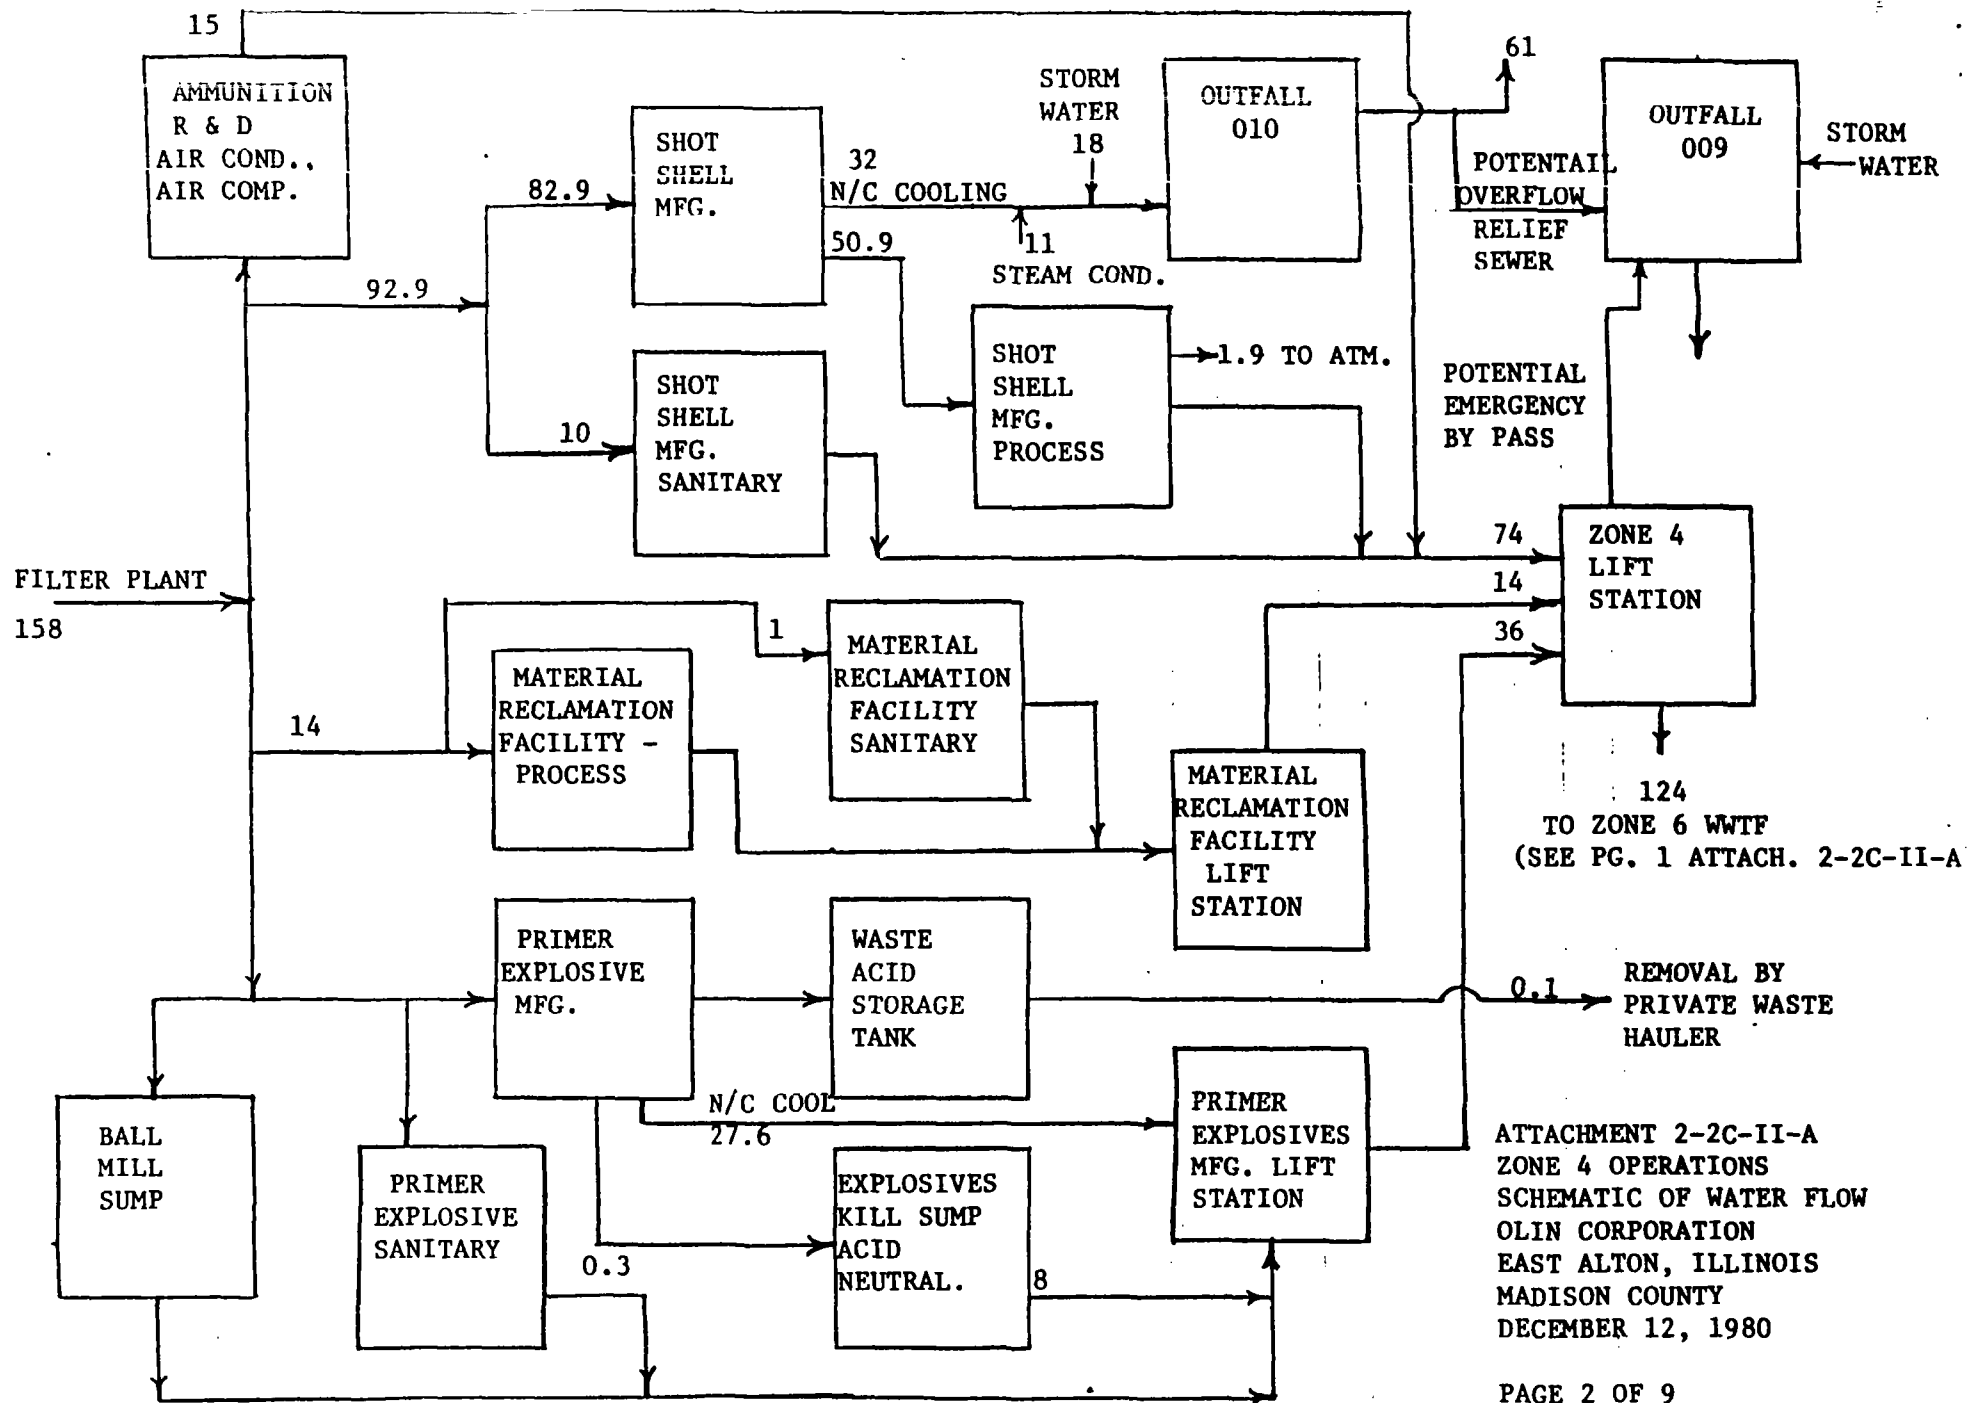 15
AMMUNITION
R & D
AIR COND.,
AIR COMP.
92.9
82.9
10
SHOT
SHELL
MFG.
32
N/C COOLING
50.9
11
STEAM COND.
STORM
WATER
18
OUTFALL
010
61
POTENTAIL
OVERFLOW
RELIEF
SEWER
OUTFALL
009
STORM
WATER
SHOT
SHELL
MFG.
SANITARY
SHOT
SHELL
MFG.
PROCESS
1.9 TO ATM.
POTENTIAL
EMERGENCY
BY PASS
74
14
36
ZONE 4
LIFT
STATION
124
TO ZONE 6 WWTF
(SEE PG. 1 ATTACH. 2-2C-II-A
FILTER PLANT
158
14
1
MATERIAL
RECLAMATION
FACILITY -
PROCESS
MATERIAL
RECLAMATION
FACILITY
SANITARY
MATERIAL
RECLAMATION
FACILITY
LIFT
STATION
PRIMER
EXPLOSIVE
MFG.
WASTE
ACID
STORAGE
TANK
0.1
REMOVAL BY
PRIVATE WASTE
HAULER
N/C COOL
27.6
BALL
MILL
SUMP
PRIMER
EXPLOSIVE
SANITARY
0.3
EXPLOSIVES
KILL SUMP
ACID
NEUTRAL.
8
PRIMER
EXPLOSIVES
MFG. LIFT
STATION
ATTACHMENT 2-2C-II-A
ZONE 4 OPERATIONS
SCHEMATIC OF WATER FLOW
OLIN CORPORATION
EAST ALTON, ILLINOIS
MADISON COUNTY
DECEMBER 12, 1980
PAGE 2 OF 9